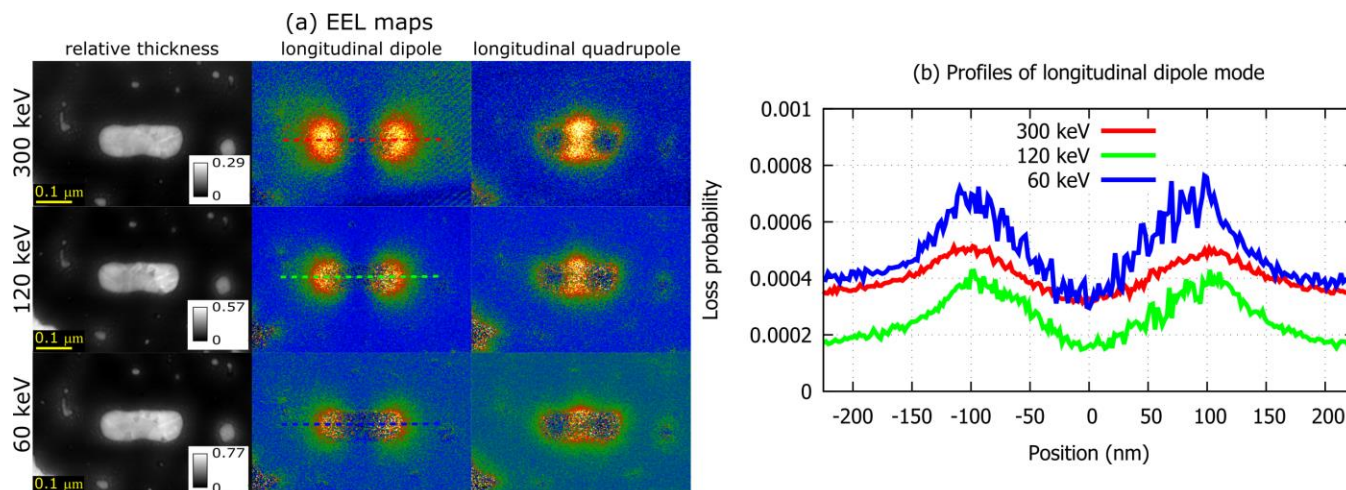 (a) EEL maps
relative thickness longitudinal dipole longitudinal quadrupole
300 keV
0.29
0
0.1 μm
120 keV
0.57
0
0.1 μm
60 keV
0.77
0
0.1 μm
(b) Profiles of longitudinal dipole mode
0.001
0.0008
0.0006
0.0004
0.0002
0
Loss probability
300 keV
120 keV
60 keV
-200 -150 -100 -50 0 50 100 150 200
Position (nm)